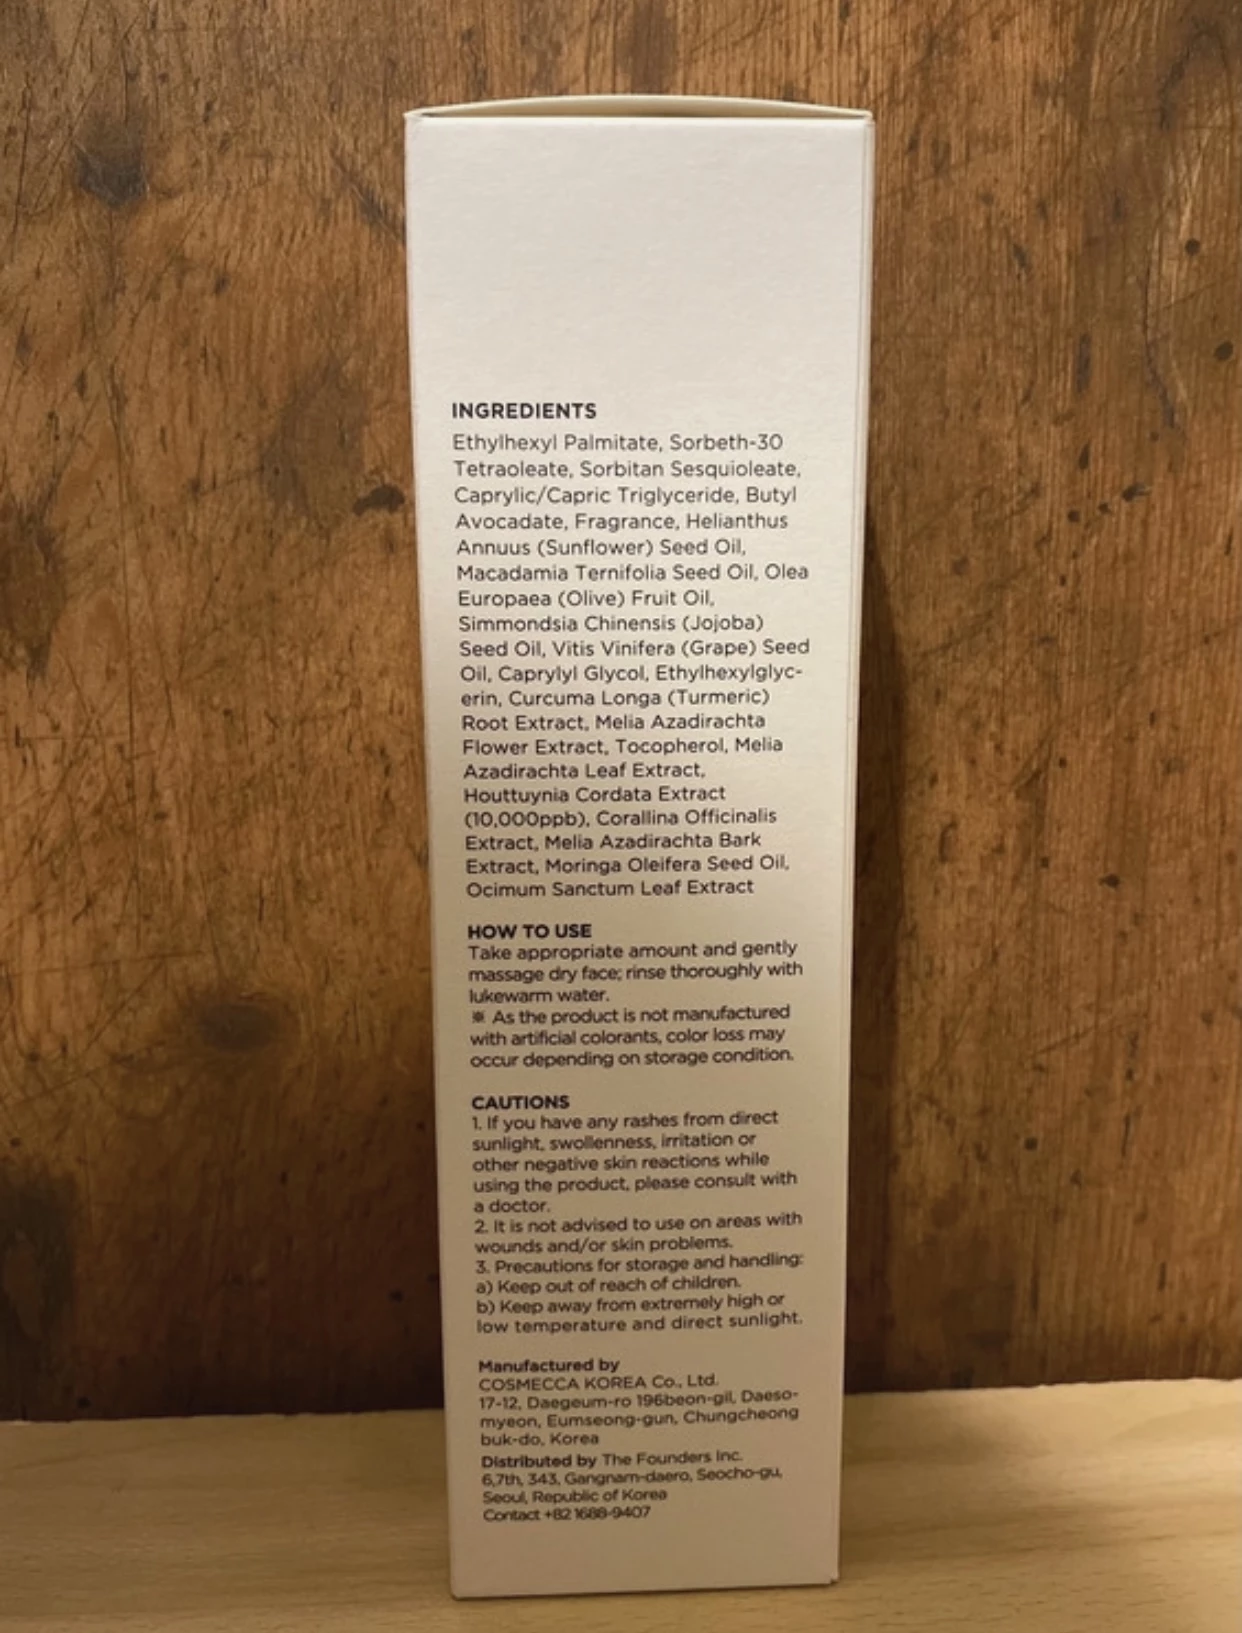 INGREDIENTS
Ethylhexyl Palmitate, Sorbeth-30
Tetraoleate, Sorbitan Sesquioleate,
Caprylic/Capric Triglyceride, Butyl
Avocadate, Fragrance, Helianthus
Annuus (Sunflower) Seed Oil,
Macadamia Ternifolia Seed Oil, Olea
Europaea (Olive) Fruit Oil,
Simmondsia Chinensis (Jojoba)
Seed Oil, Vitis Vinifera (Grape) Seed
Oil, Caprylyl Glycol, Ethylhexylglyc-
erin, Curcuma Longa (Turmeric)
Root Extract, Melia Azadirachta
Flower Extract, Tocopherol, Melia
Azadirachta Leaf Extract,
Houttuynia Cordata Extract
(10,000ppb), Corallina Officinalis
Extract, Melia Azadirachta Bark
Extract, Moringa Oleifera Seed Oil,
Ocimum Sanctum Leaf Extract
HOW TO USE
Take appropriate amount and gently
massage dry face; rinse thoroughly with
lukewarm water.
※ As the product is not manufactured
with artificial colorants, color loss may
occur depending on storage condition.
CAUTIONS
1. If you have any rashes from direct
sunlight, swollenness, irritation or
other negative skin reactions while
using the product, please consult with
a doctor.
2. It is not advised to use on areas with
wounds and/or skin problems.
3. Precautions for storage and handling:
a) Keep out of reach of children.
b) Keep away from extremely high or
low temperature and direct sunlight.
Manufactured by
COSMECCA KOREA Co., Ltd.
17-12, Daegeum-ro 196beon-gil, Daeso-
myeon, Eumseong-gun, Chungcheong
buk-do, Korea
Distributed by The Founders Inc.
6,7th, 343, Gangnam-daero, Seocho-gu,
Seoul, Republic of Korea
Contact +82 1688-9407